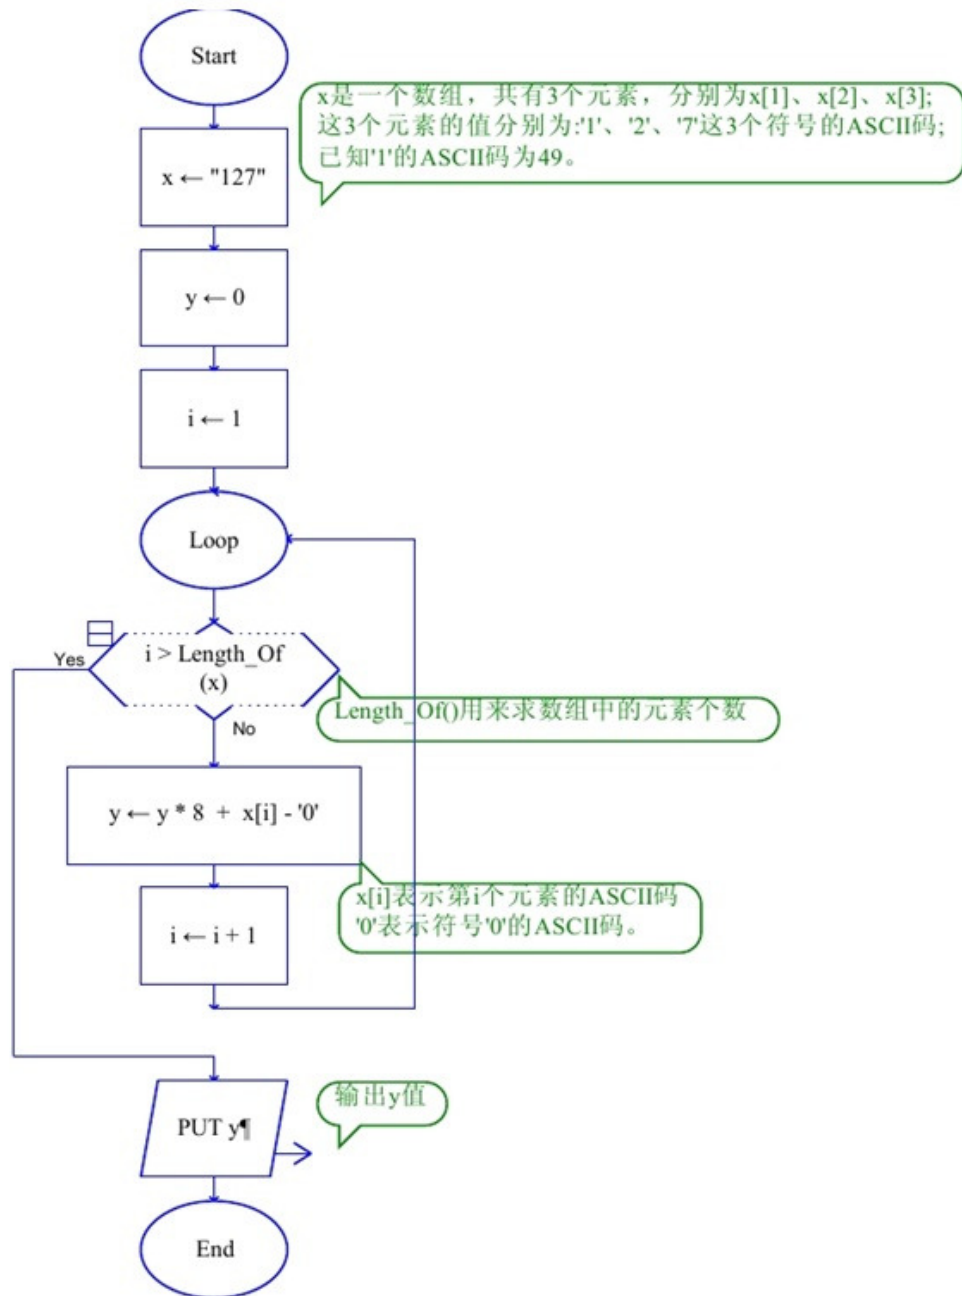 Start
x是一个数组，共有3个元素，分别为x[1]、x[2]、x[3];
这3个元素的值分别为:'1'、'2'、'7'这3个符号的ASCII码;
已知'1'的ASCII码为49。
x ← "127"
y ← 0
i ← 1
Loop
i > Length_Of
(x)
Yes
Length_Of()用来求数组中的元素个数
No
y ← y * 8 + x[i] - '0'
x[i]表示第i个元素的ASCII码
'0'表示符号'0'的ASCII码。
i ← i + 1
输出y值
PUT y¶
End